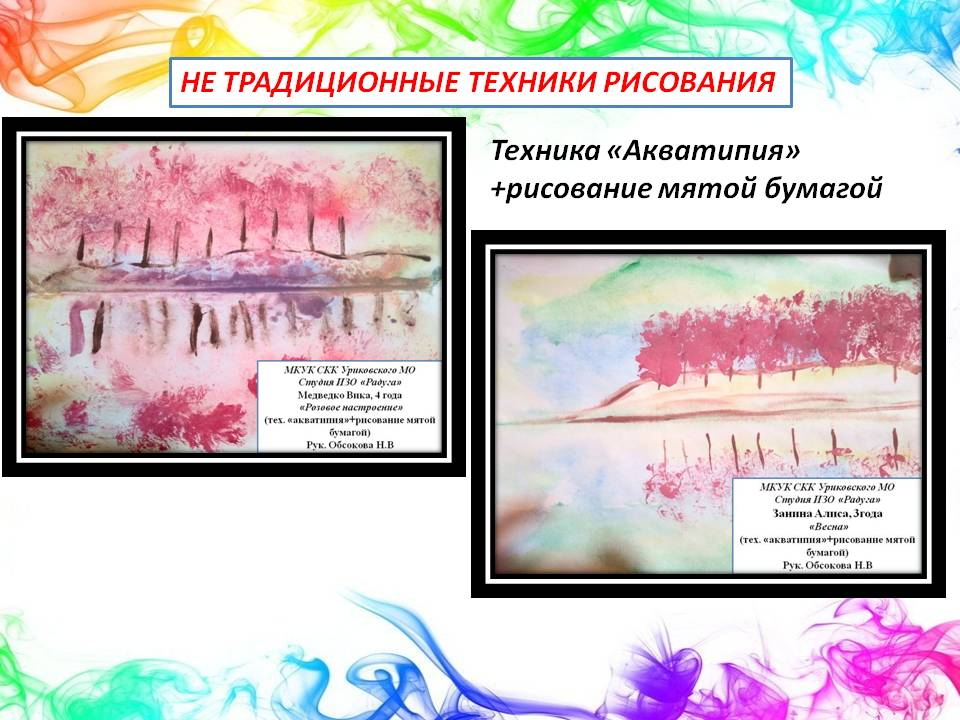 НЕ ТРАДИЦИОННЫЕ ТЕХНИКИ РИСОВАНИЯ
Техника «Акватипия»
+рисование мятой бумагой
МКУК СКК Уриковского МО
Студия ИЗО «Радуга»
Медведко Вика, 4 года
«Розовое настроение»
(тех. «акватипия»+рисование мятой
бумагой)
Рук. Обсокова Н.В
МКУК СКК Уриковского МО
Студия ИЗО «Радуга»
Занина Алиса, 3года
«Весна»
(тех. «акватипия»+рисование мятой
бумагой)
Рук. Обсокова Н.В